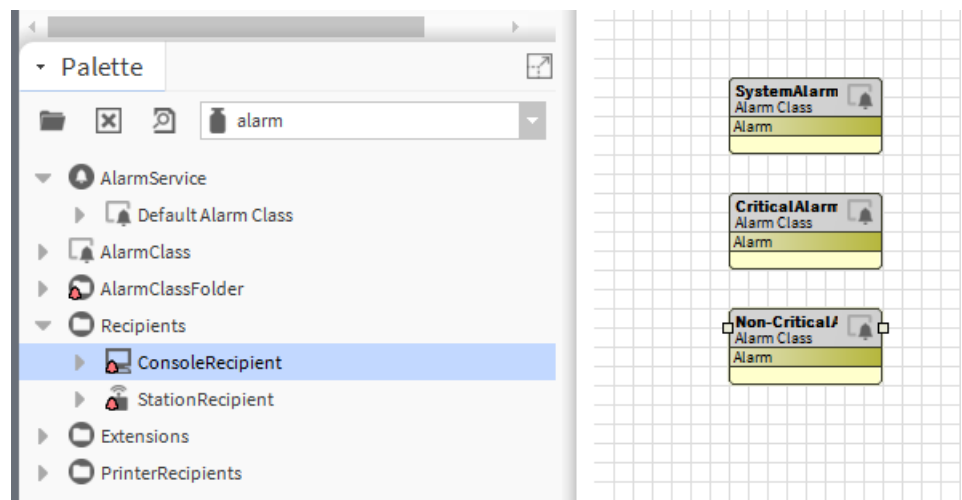 Palette
alarm
AlarmService
Default Alarm Class
AlarmClass
AlarmClassFolder
Recipients
ConsoleRecipient
StationRecipient
Extensions
PrinterRecipients
SystemAlarm
Alarm Class
Alarm
CriticalAlarm
Alarm Class
Alarm
Non-CriticalA
Alarm Class
Alarm